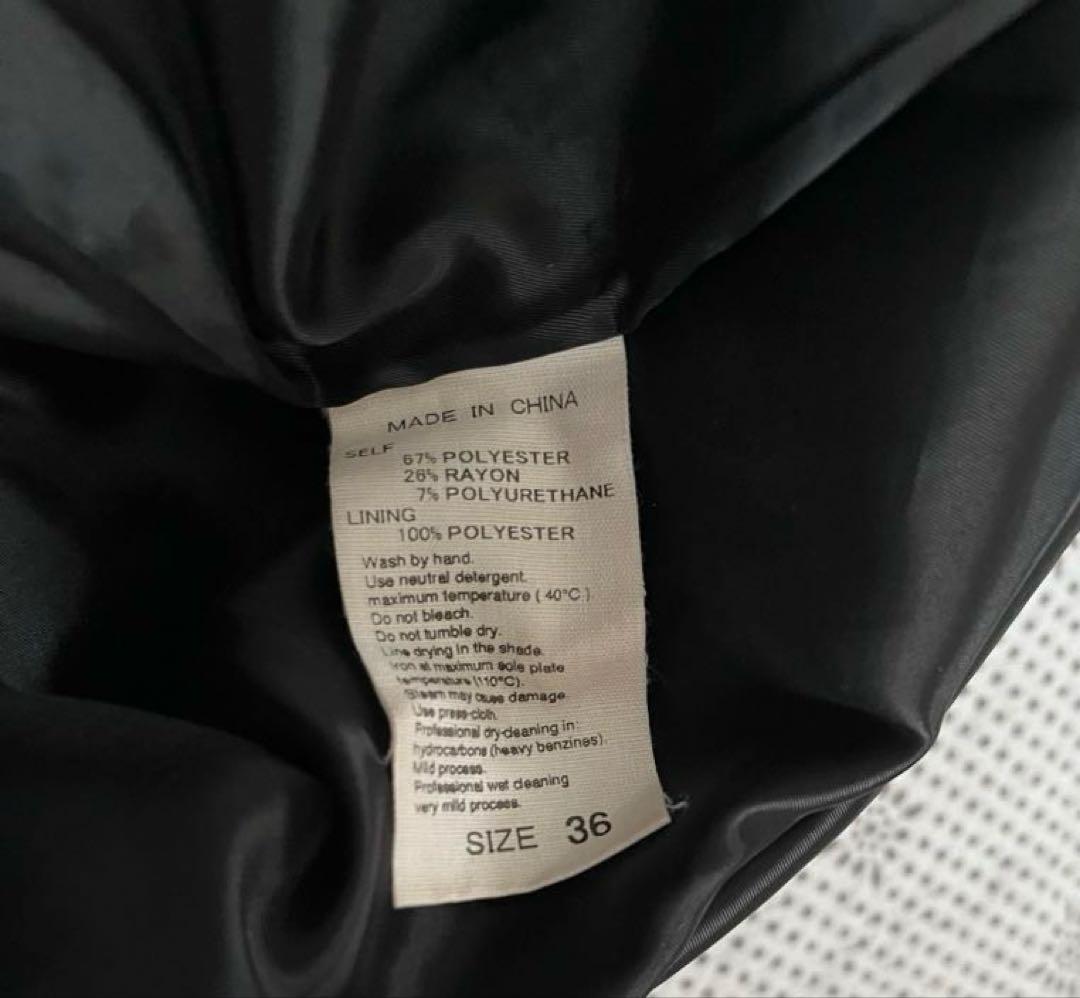 MADE IN CHINA
SELF
67% POLYESTER
26% RAYON
7% POLYURETHANE
LINING
100% POLYESTER
Wash by hand.
Use neutral detergent.
maximum temperature ( 40°C )
Do not bleach.
Do not tumble dry.
Line drying in the shade.
Iron at maximum sole plate
temperature (110°C).
Steam may cause damage.
Use press-cloth.
Professional dry-cleaning in:
hydrocarbons (heavy benzines).
Mild process.
Professional wet cleaning
very mild process.
SIZE 36